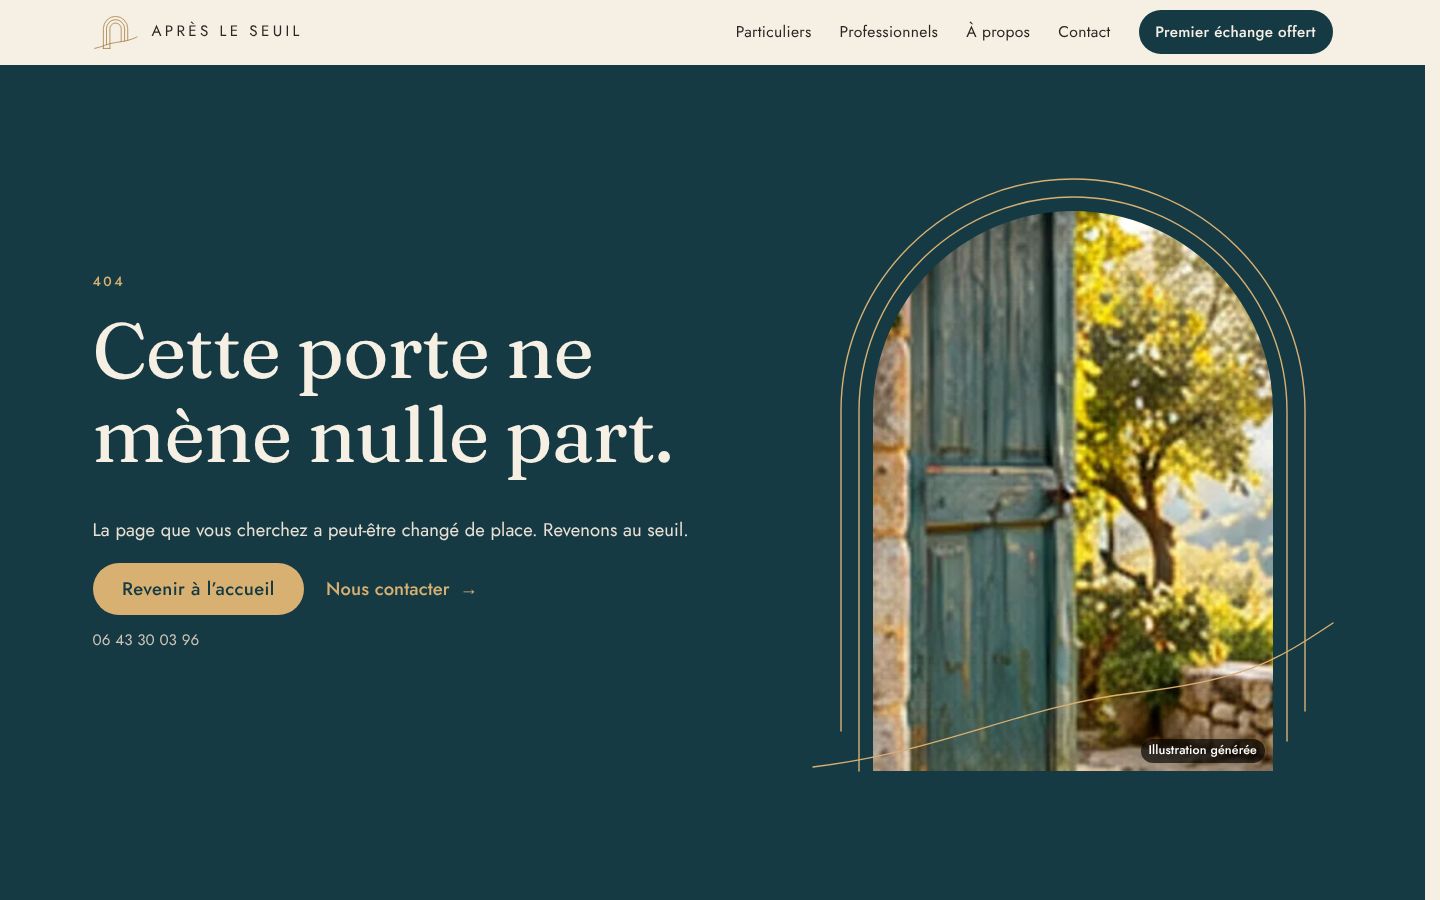 APRÈS LE SEUIL
Particuliers
Professionnels
À propos
Contact
Premier échange offert
404
Cette porte ne
mène nulle part.
La page que vous cherchez a peut-être changé de place. Revenons au seuil.
Revenir à l’accueil
Nous contacter →
06 43 30 03 96
Illustration générée